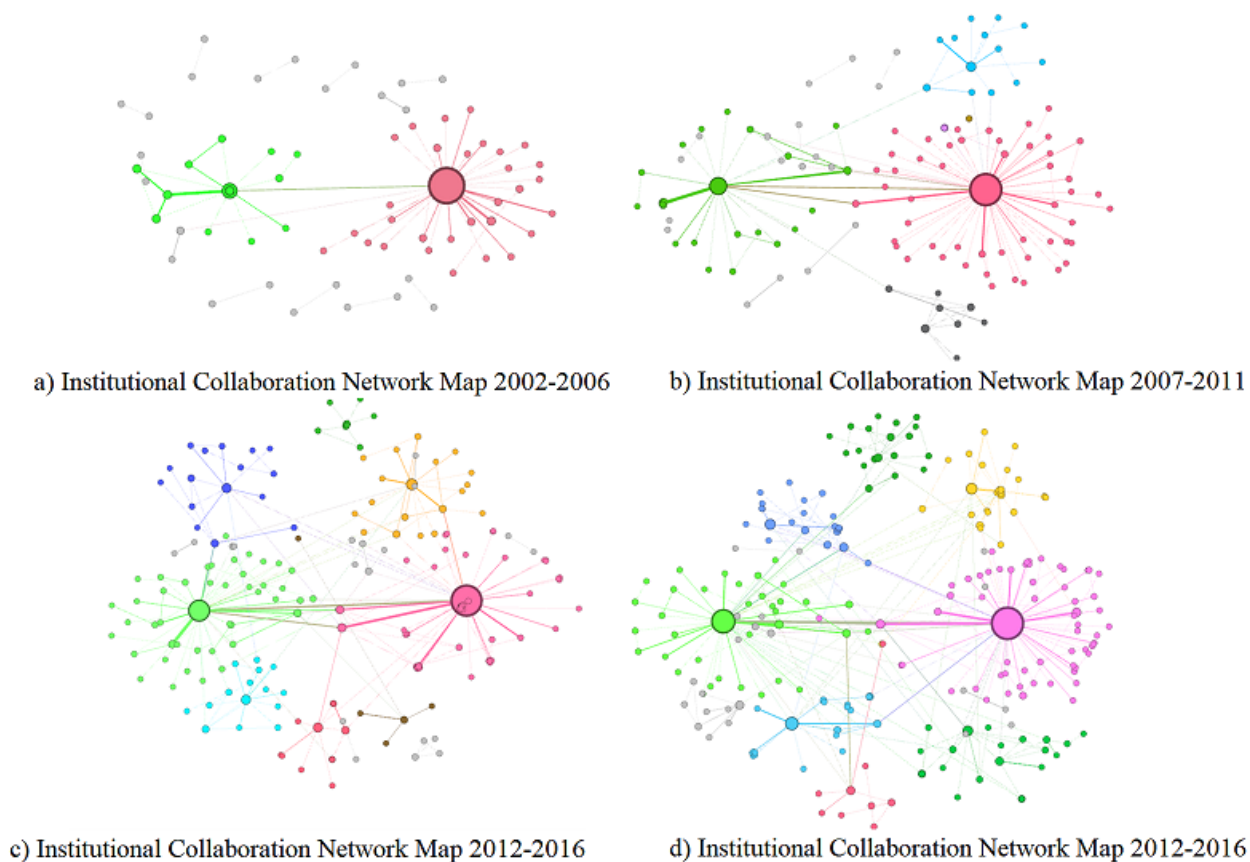 a) Institutional Collaboration Network Map 2002-2006
b) Institutional Collaboration Network Map 2007-2011
c) Institutional Collaboration Network Map 2012-2016
d) Institutional Collaboration Network Map 2012-2016